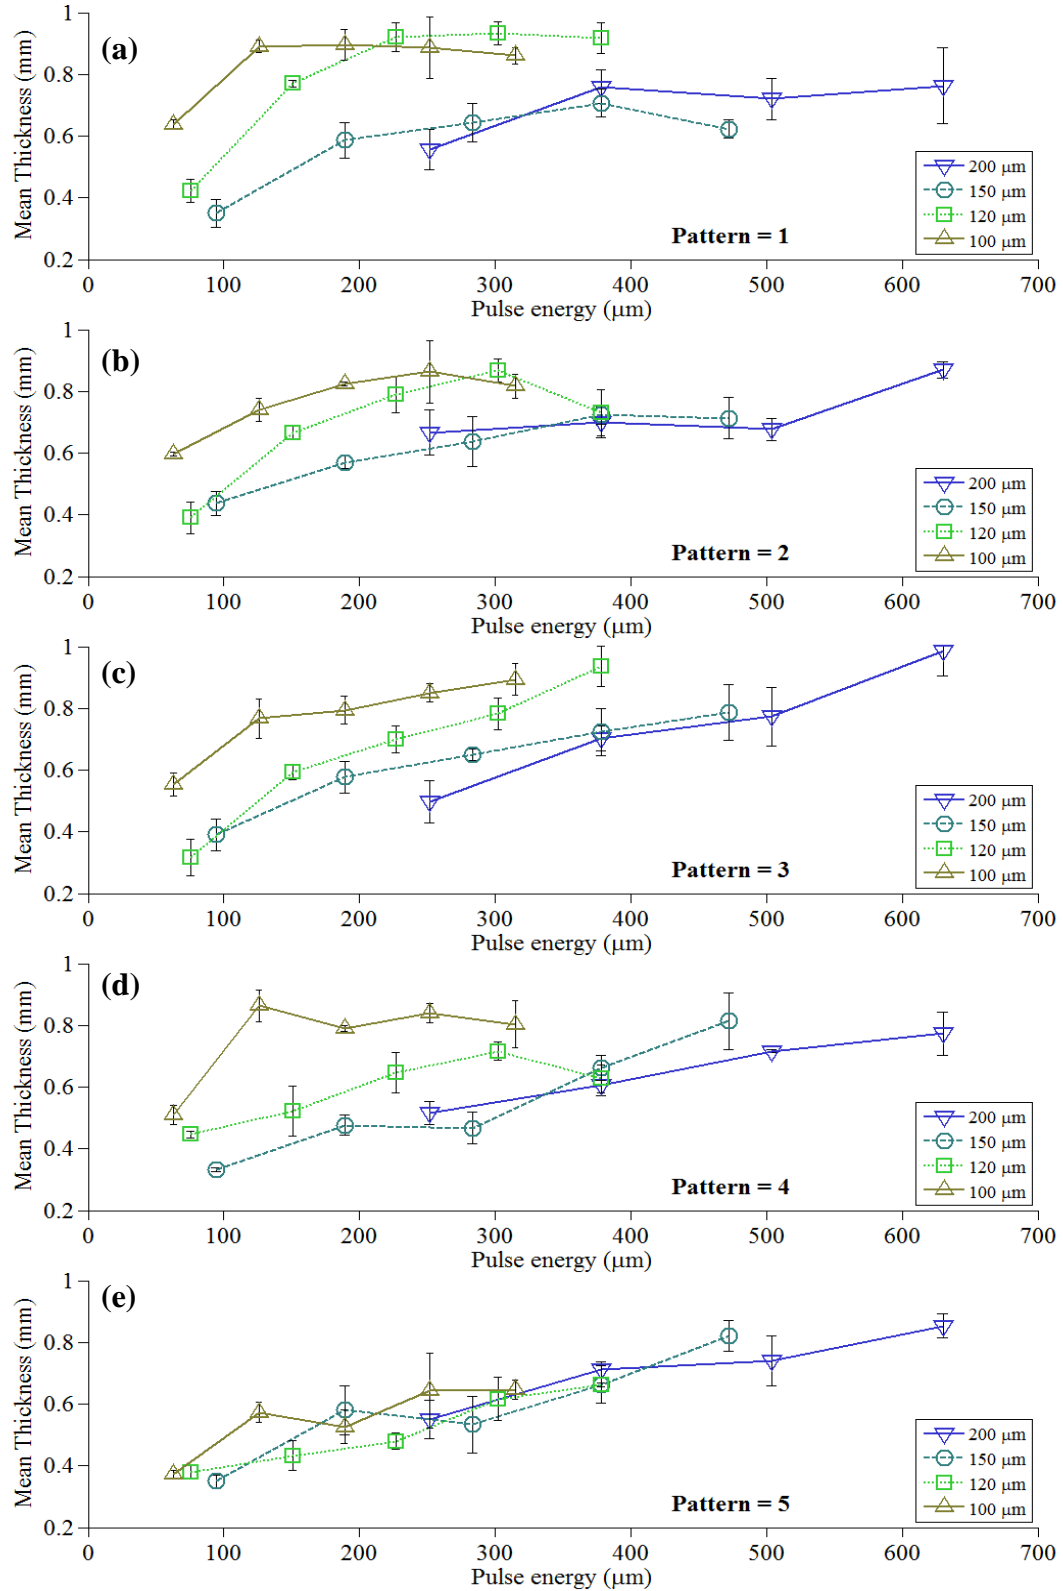 (a)
Mean Thickness (mm)
1
0.8
0.6
0.4
0.2
0 100 200 300 400 500 600 700
Pulse energy (μm)
Pattern = 1
200 μm
150 μm
120 μm
100 μm
(b)
Mean Thickness (mm)
1
0.8
0.6
0.4
0.2
0 100 200 300 400 500 600 700
Pulse energy (μm)
Pattern = 2
200 μm
150 μm
120 μm
100 μm
(c)
Mean Thickness (mm)
1
0.8
0.6
0.4
0.2
0 100 200 300 400 500 600 700
Pulse energy (μm)
Pattern = 3
200 μm
150 μm
120 μm
100 μm
(d)
Mean Thickness (mm)
1
0.8
0.6
0.4
0.2
0 100 200 300 400 500 600 700
Pulse energy (μm)
Pattern = 4
200 μm
150 μm
120 μm
100 μm
(e)
Mean Thickness (mm)
1
0.8
0.6
0.4
0.2
0 100 200 300 400 500 600 700
Pulse energy (μm)
Pattern = 5
200 μm
150 μm
120 μm
100 μm